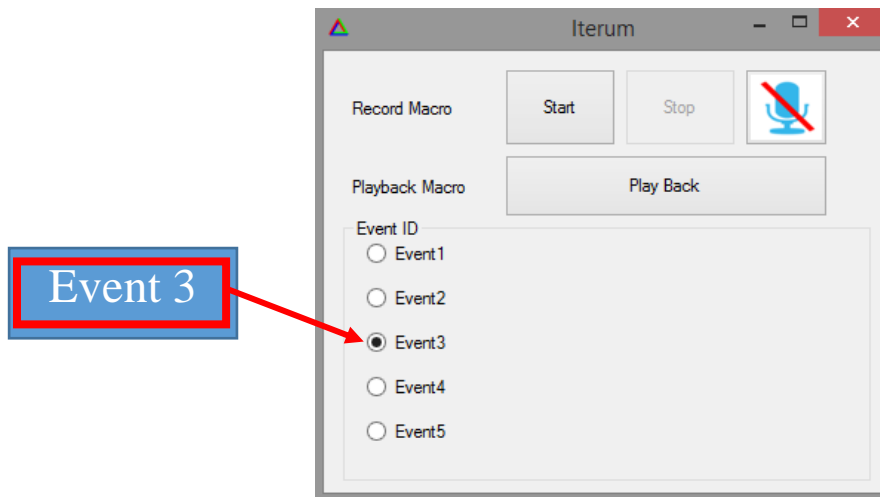 Iterum
Record Macro
Start
Stop
Playback Macro
Play Back
Event ID
Event1
Event2
Event 3
Event3
Event4
Event5